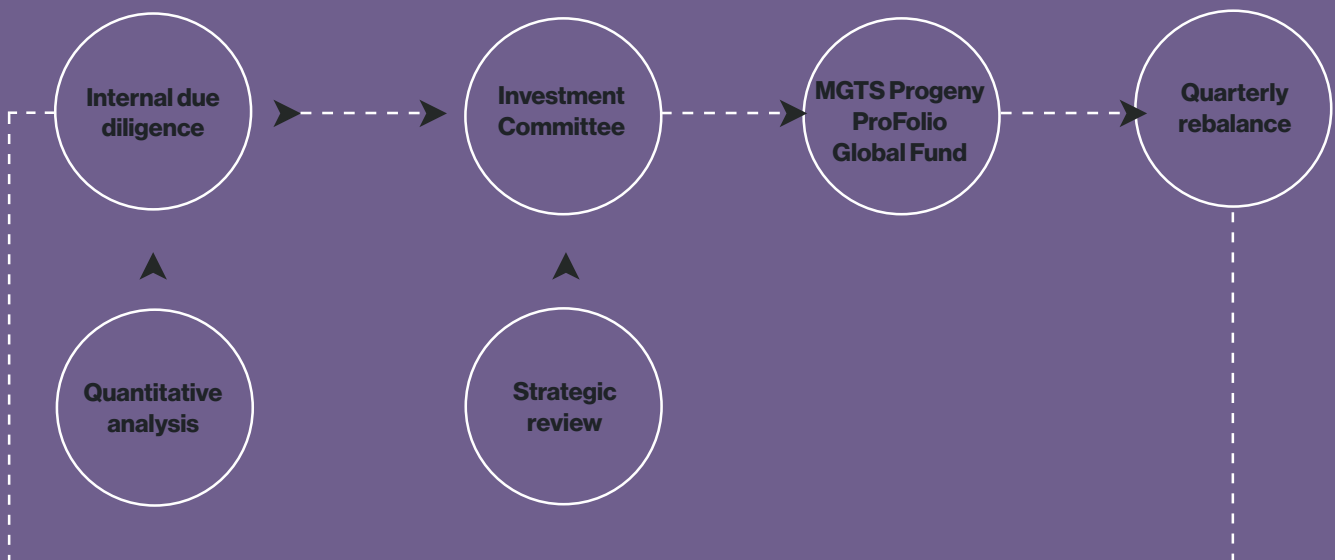 Internal due
diligence
Investment
Committee
MGTS Progeny
ProFolio
Global Fund
Quarterly
rebalance
Quantitative
analysis
Strategic
review